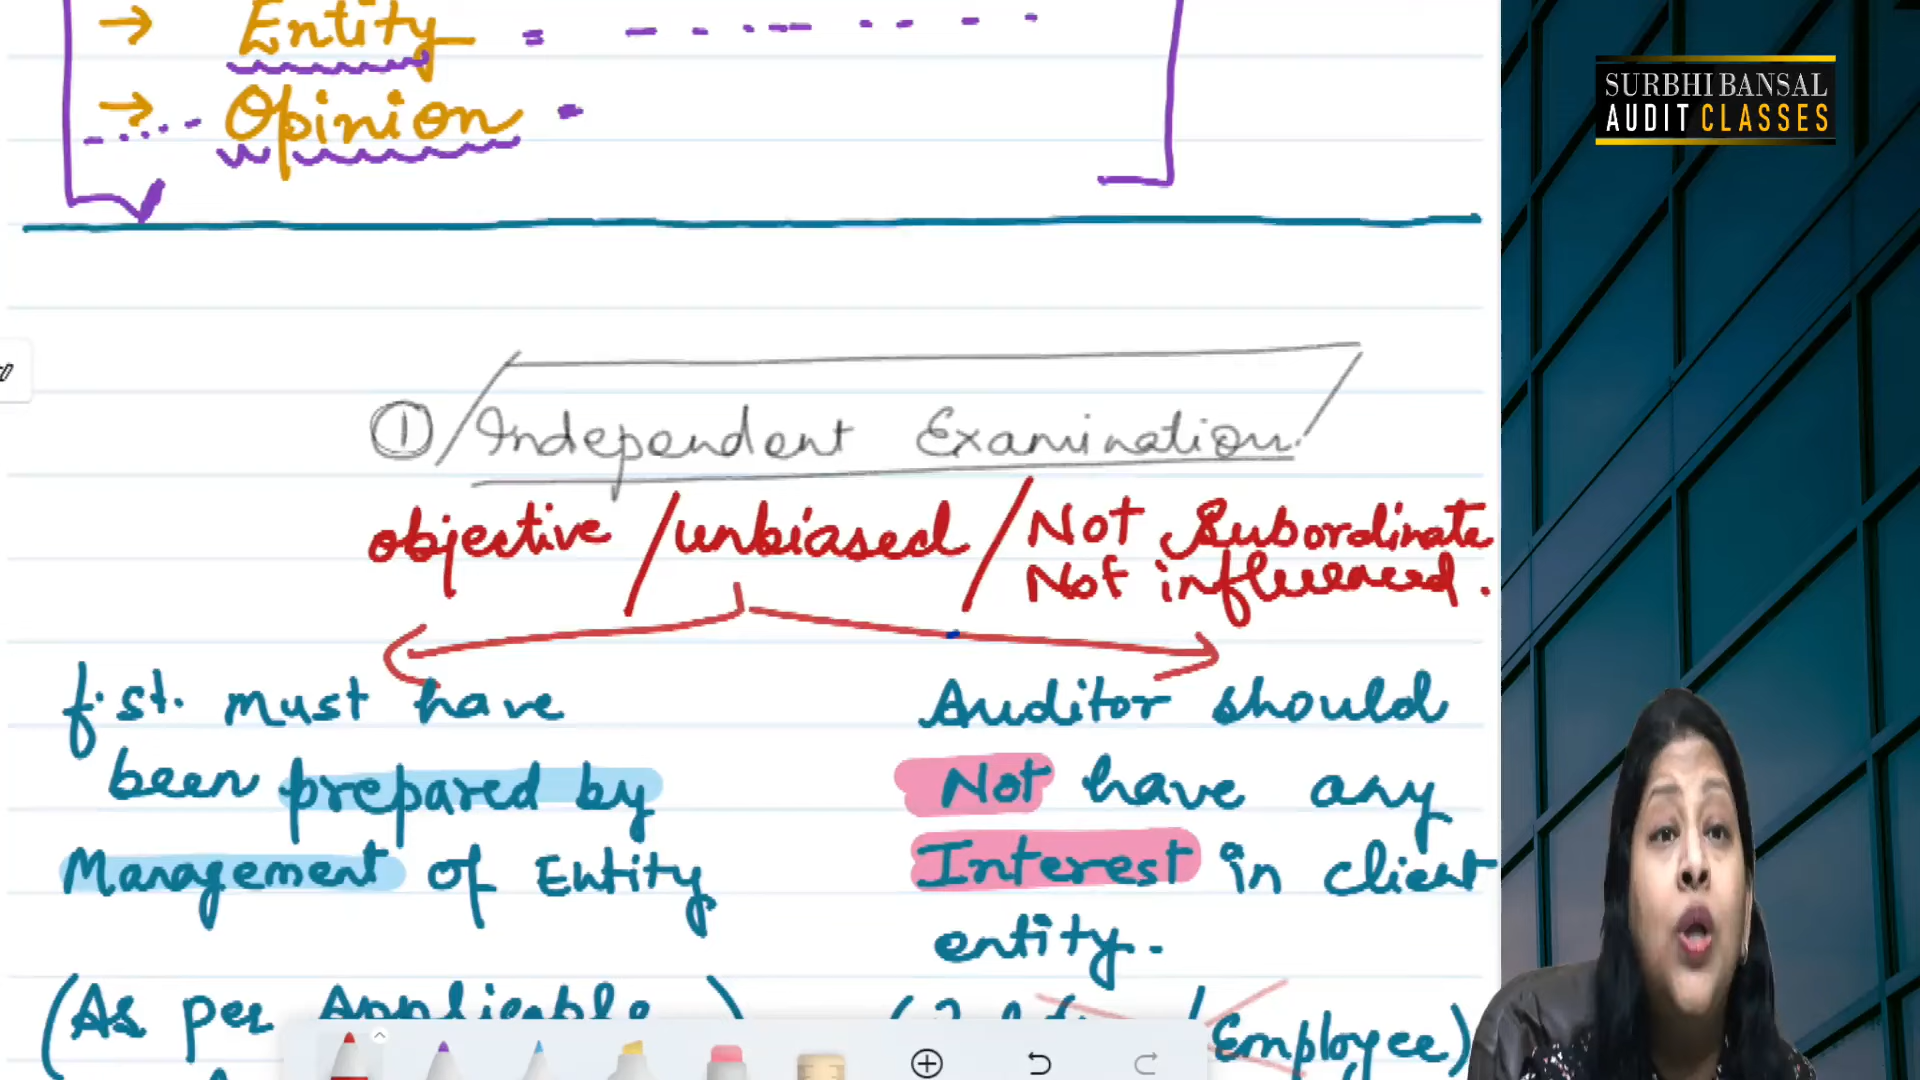 → Entity =
→ Opinion
SURBHI BANSAL
AUDIT CLASSES
① Independent Examination
objective / unbiased / Not Subordinate
Not influenced.
f.st. must have
been prepared by
Management of Entity
(As per Applicable )
Auditor should
Not have any
Interest in client
entity.
/ Employee)